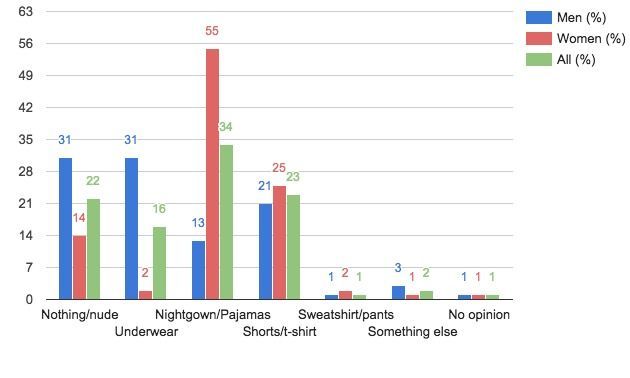 63
56
49
42
35
28
21
14
7
0
Men (%)
Women (%)
All (%)
31 14 22
31 2 16
13 55 34
21 25 23
1 2 1
3 1 2
1 1 1
Nothing/nude Nightgown/Pajamas Sweatshirt/pants No opinion
Underwear Shorts/t-shirt Something else